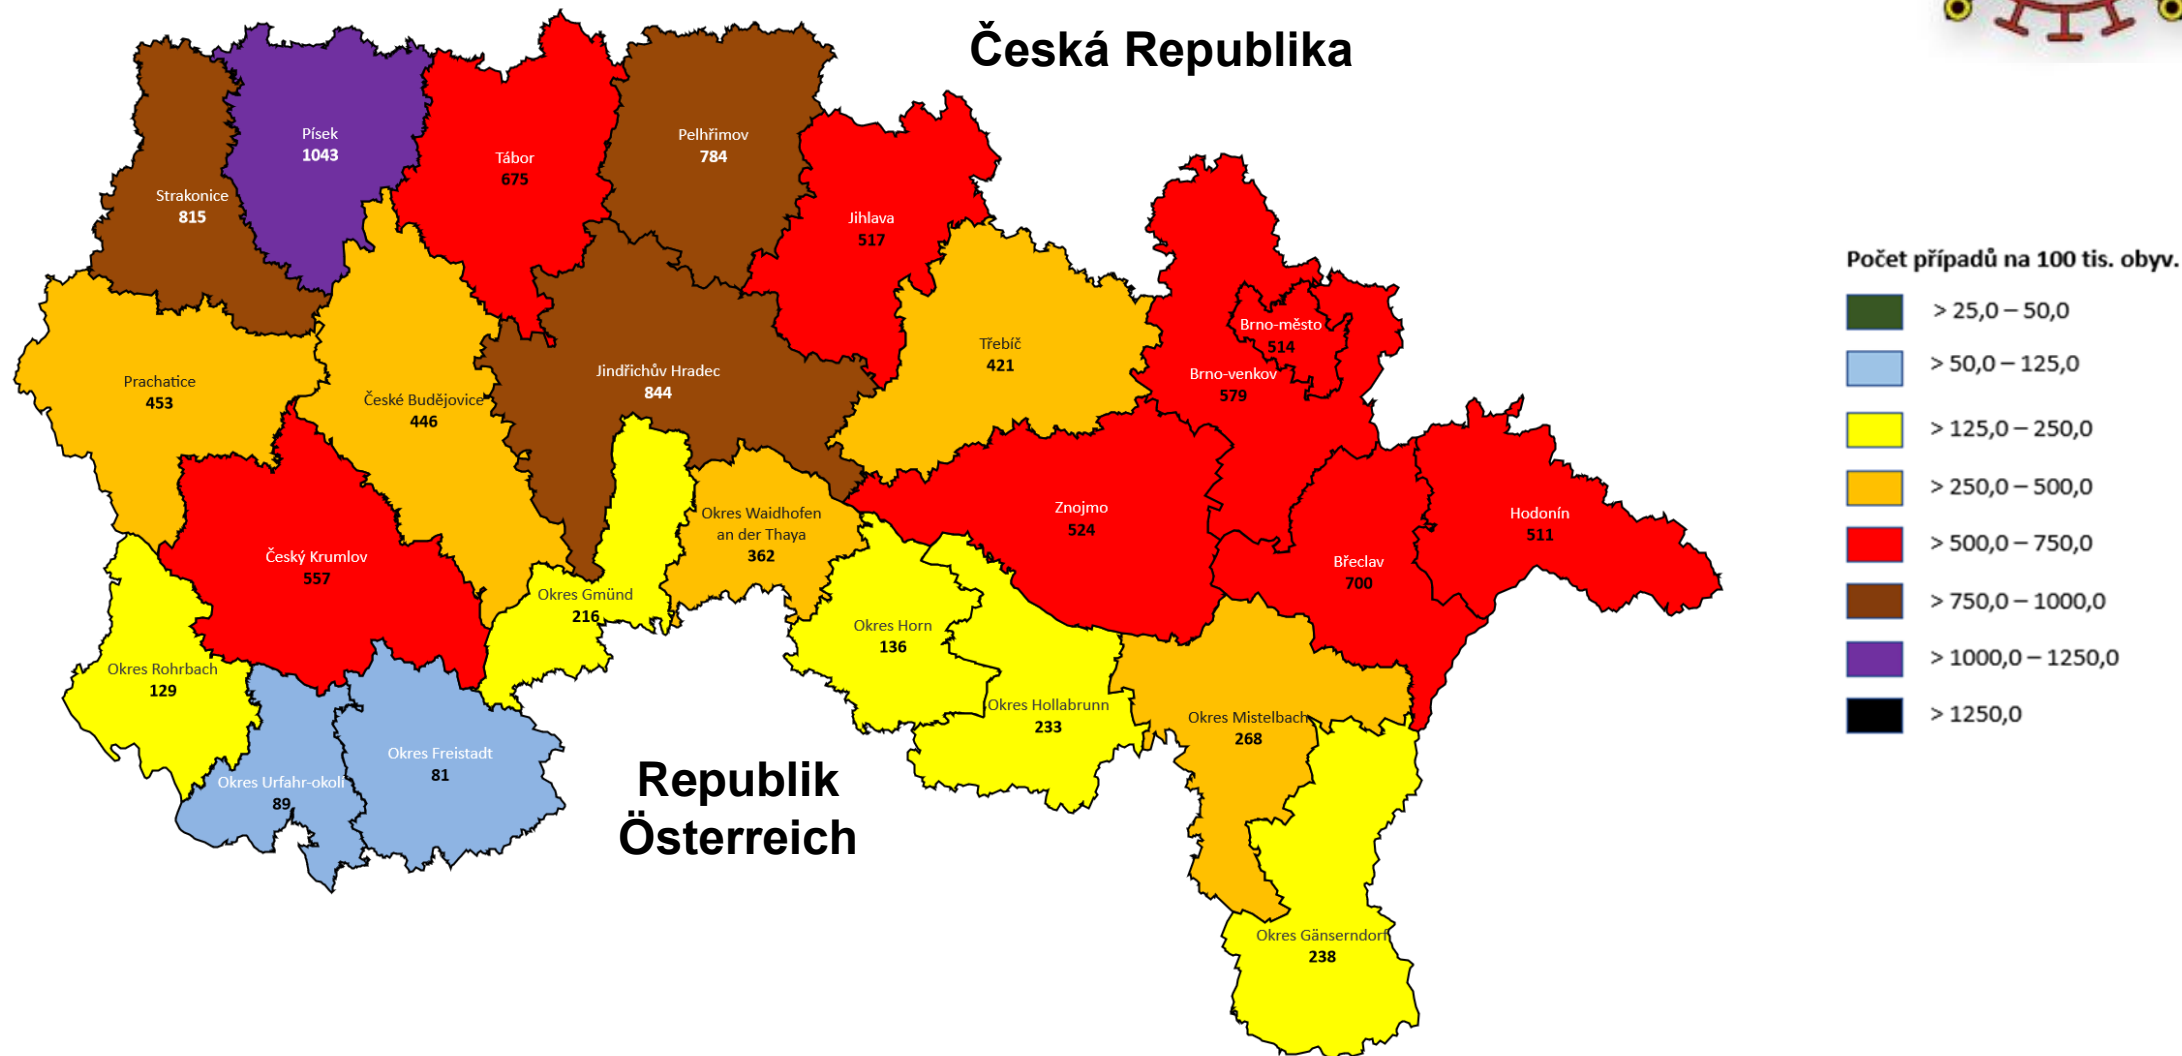 Česká Republika
Písek
1043
Tábor
675
Pelhřimov
784
Strakonice
815
Jihlava
517
Brno-město
514
Třebíč
421
Brno-venkov
579
Prachatice
453
České Budějovice
446
Jindřichův Hradec
844
Okres Waidhofen
an der Thaya
362
Znojmo
524
Hodonín
511
Břeclav
700
Český Krumlov
557
Okres Gmünd
216
Okres Horn
136
Okres Rohrbach
129
Okres Hollabrunn
233
Okres Mistelbach
268
Okres Freistadt
81
Okres Urfahr-okolí
89
Republik
Österreich
Okres Gänserndorf
238
Počet případů na 100 tis. obyv.
> 25,0 – 50,0
> 50,0 – 125,0
> 125,0 – 250,0
> 250,0 – 500,0
> 500,0 – 750,0
> 750,0 – 1000,0
> 1000,0 – 1250,0
> 1250,0